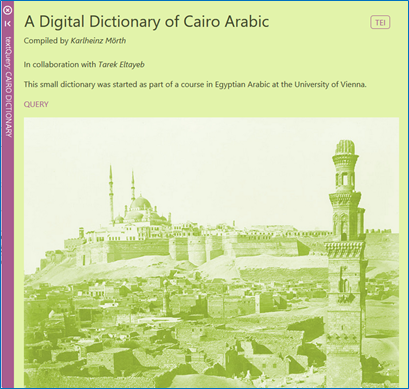 A Digital Dictionary of Cairo Arabic
TEI
Compiled by Karlheinz Mörth
In collaboration with Tarek Eltayeb
This small dictionary was started as part of a course in Egyptian Arabic at the University of Vienna.
QUERY
textQuery: CAIRO DICTIONARY